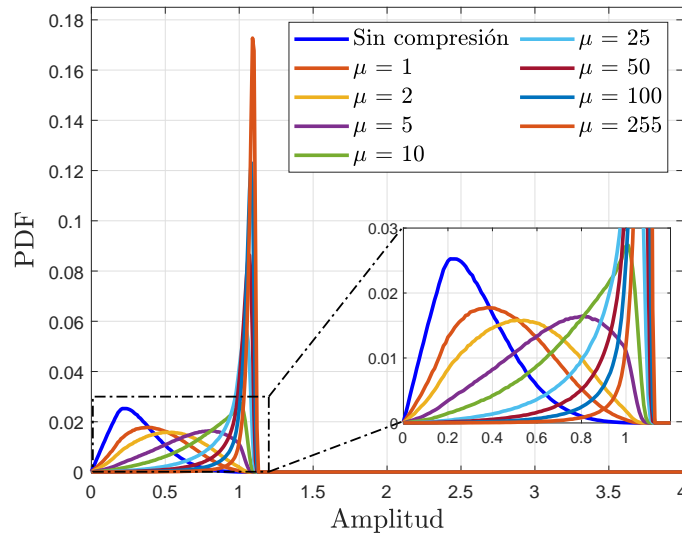 PDF
0.18
0.16
0.14
0.12
0.1
0.08
0.06
0.04
0.02
0
Sin compresión
μ = 1
μ = 2
μ = 5
μ = 10
μ = 25
μ = 50
μ = 100
μ = 255
0.03
0.02
0.01
0
0 0.2 0.4 0.6 0.8 1
0 0.5 1 1.5 2 2.5 3 3.5 4
Amplitud